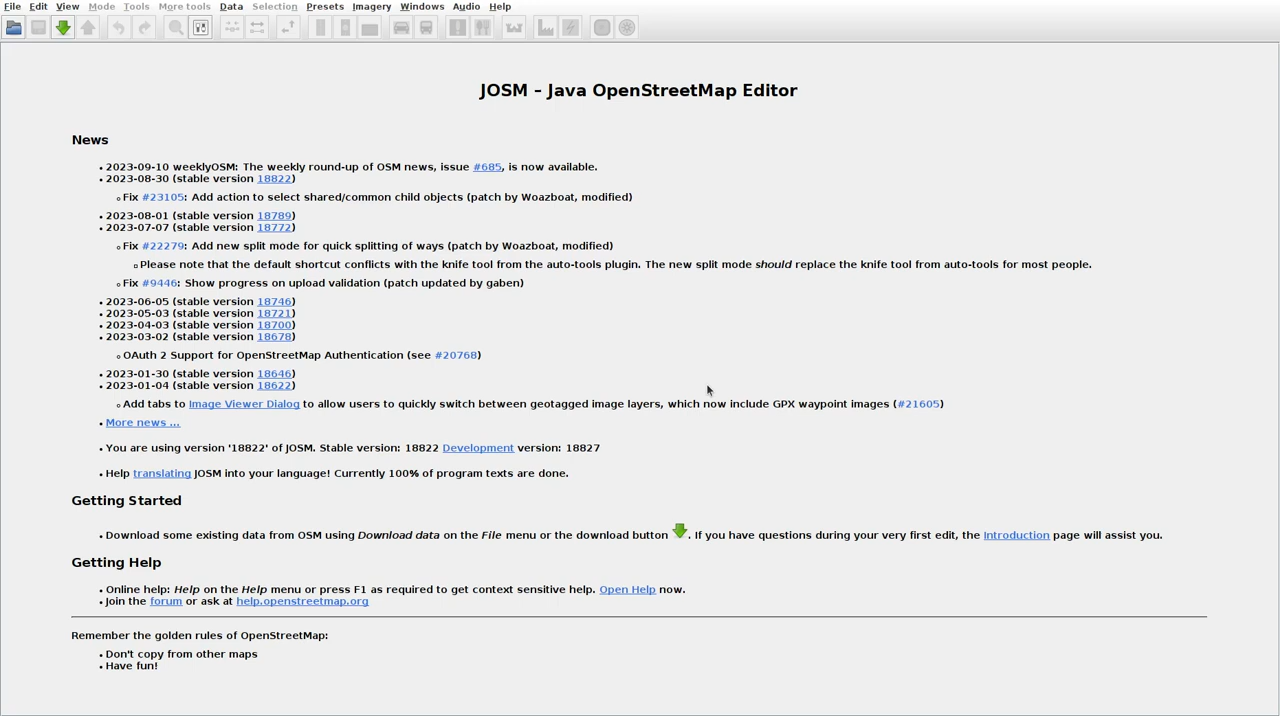 File Edit View Mode Tools More tools Data Selection Presets Imagery Windows Audio Help
JOSM – Java OpenStreetMap Editor
News
2023-09-10 weeklyOSM: The weekly round-up of OSM news, issue #685, is now available.
2023-08-30 (stable version 18822)
Fix #23105: Add action to select shared/common child objects (patch by Woazboat, modified)
2023-08-01 (stable version 18789)
2023-07-07 (stable version 18772)
Fix #22279: Add new split mode for quick splitting of ways (patch by Woazboat, modified)
Please note that the default shortcut conflicts with the knife tool from the auto-tools plugin. The new split mode should replace the knife tool from auto-tools for most people.
Fix #9446: Show progress on upload validation (patch updated by gaben)
2023-06-05 (stable version 18746)
2023-05-03 (stable version 18721)
2023-04-03 (stable version 18700)
2023-03-02 (stable version 18678)
OAuth 2 Support for OpenStreetMap Authentication (see #20768)
2023-01-30 (stable version 18646)
2023-01-04 (stable version 18622)
Add tabs to Image Viewer Dialog to allow users to quickly switch between geotagged image layers, which now include GPX waypoint images (#21605)
More news ...
You are using version '18822' of JOSM. Stable version: 18822 Development version: 18827
Help translating JOSM into your language! Currently 100% of program texts are done.
Getting Started
Download some existing data from OSM using Download data on the File menu or the download button . If you have questions during your very first edit, the Introduction page will assist you.
Getting Help
Online help: Help on the Help menu or press F1 as required to get context sensitive help. Open Help now.
Join the forum or ask at help.openstreetmap.org
Remember the golden rules of OpenStreetMap:
Don't copy from other maps
Have fun!